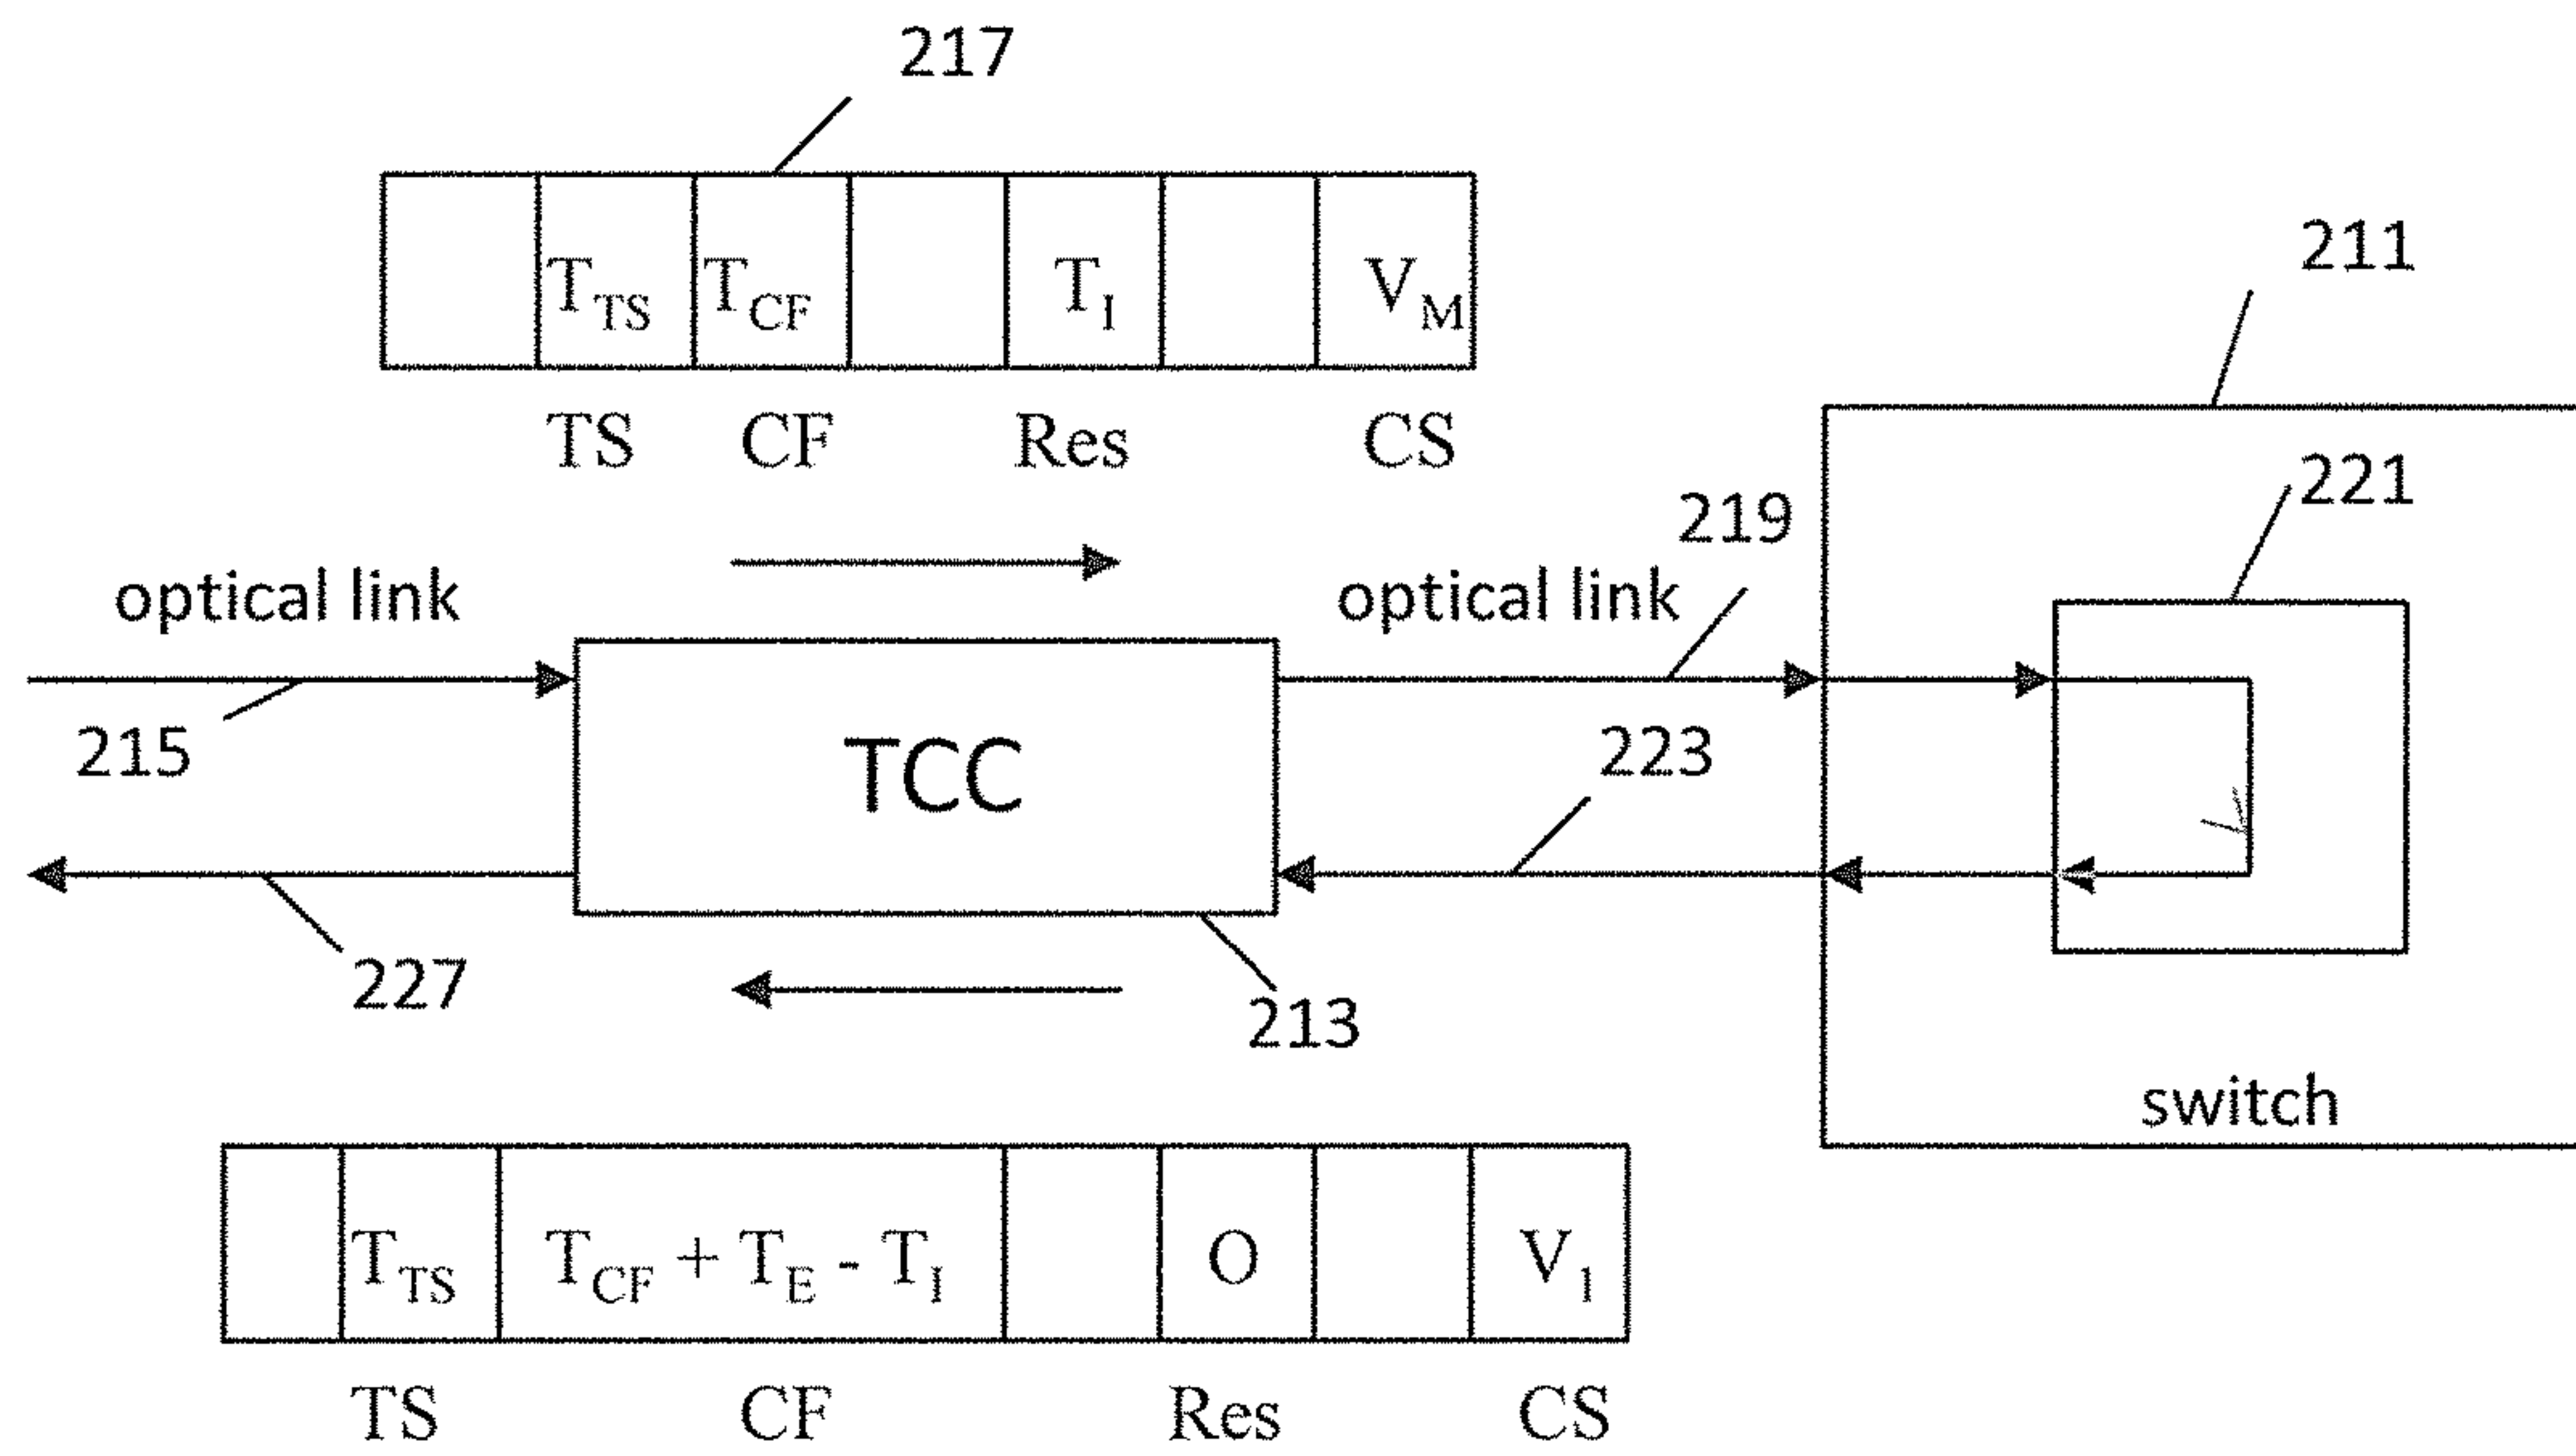 217
T_TS T_CF T_I V_M
TS CF Res CS
211
221
219
optical link optical link
215
TCC
223
227
213
switch
T_TS T_CF + T_E - T_I O V_1
TS CF Res CS